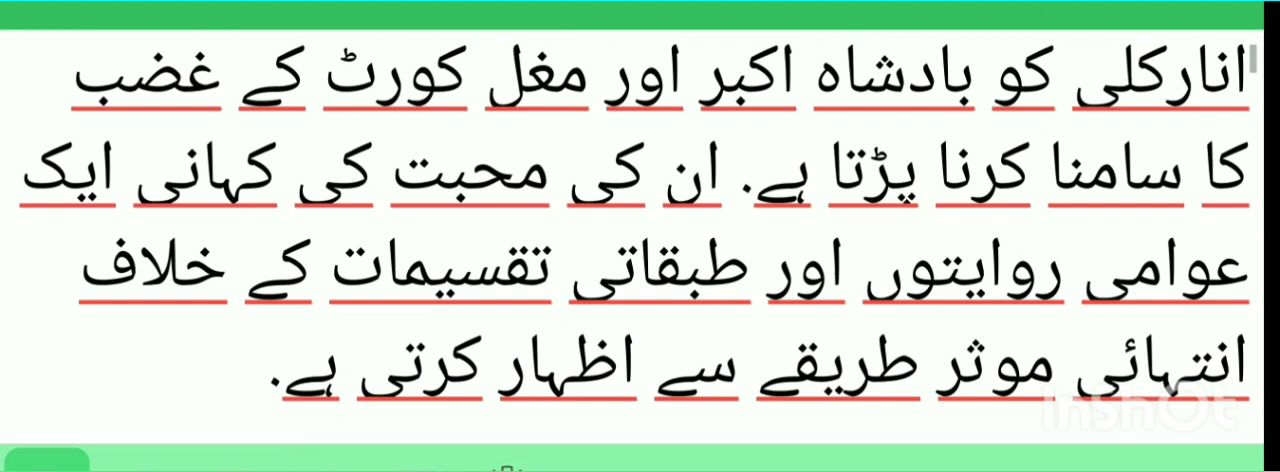 انارکلی کو بادشاہ اکبر اور مغل کورٹ کے غضب
کا سامنا کرنا پڑتا ہے. ان کی محبت کی کہانی ایک
عوامی روایتوں اور طبقاتی تقسیمات کے خلاف
انتہائی موثر طریقے سے اظہار کرتی ہے.
InShOt